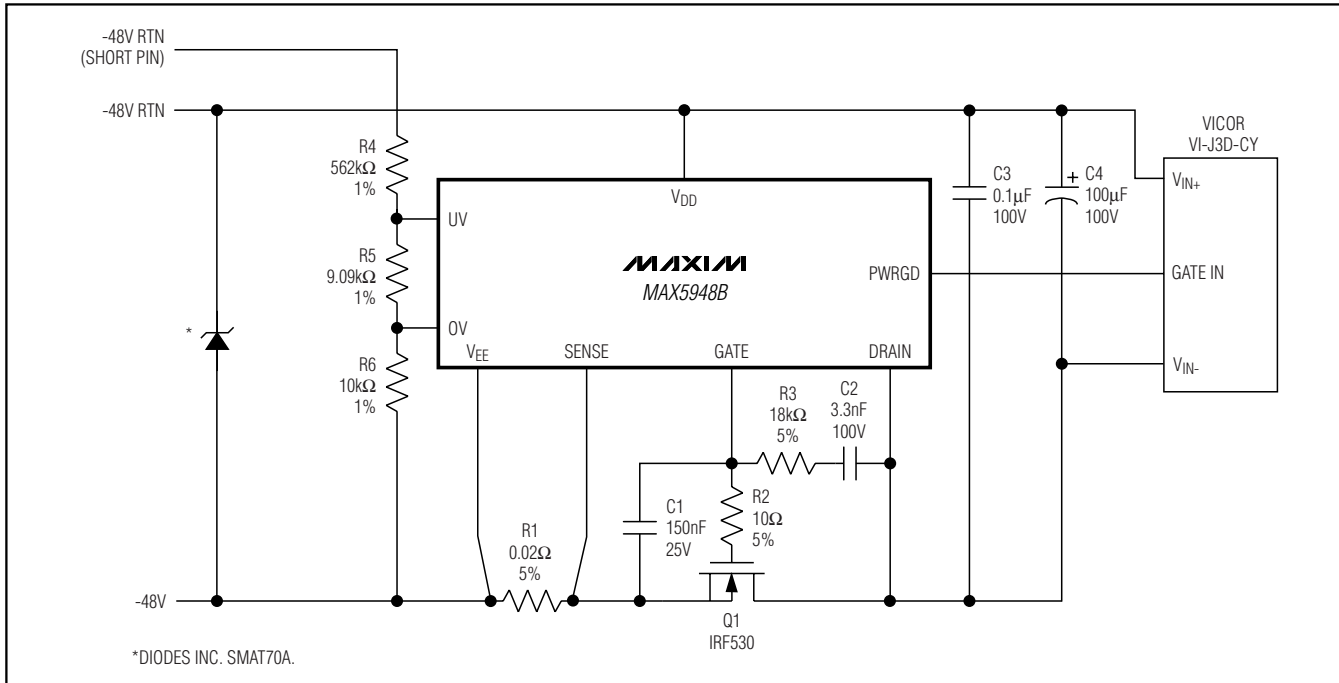 -48V RTN
(SHORT PIN)
-48V RTN
R4
562kΩ
1%
UV
R5
9.09kΩ
1%
OV
R6
10kΩ
1%
VDD
MAXIM
MAX5948B
PWRGD
VEE
SENSE
GATE
DRAIN
C3
0.1μF
100V
+
C4
100μF
100V
VICOR
VI-J3D-CY
VIN+
GATE IN
VIN-
*
R3
18kΩ
5%
C2
3.3nF
100V
C1
150nF
25V
R2
10Ω
5%
R1
0.02Ω
5%
-48V
Q1
IRF530
*DIODES INC. SMAT70A.